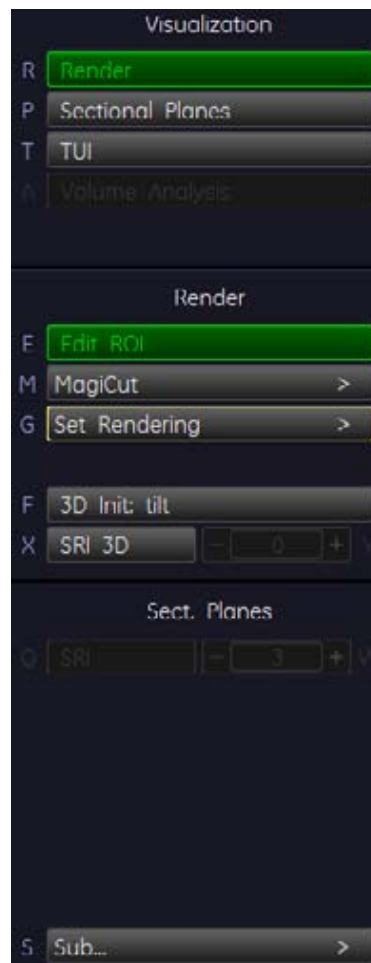 Visualization
R Render
P Sectional Planes
T TUI
A Volume Analysis
Render
E Edit ROI
M MagiCut >
G Set Rendering >
F 3D Init: tilt
X SRI 3D - 0 + Y
Sect. Planes
Q SRI - 3 + W
S Sub... >